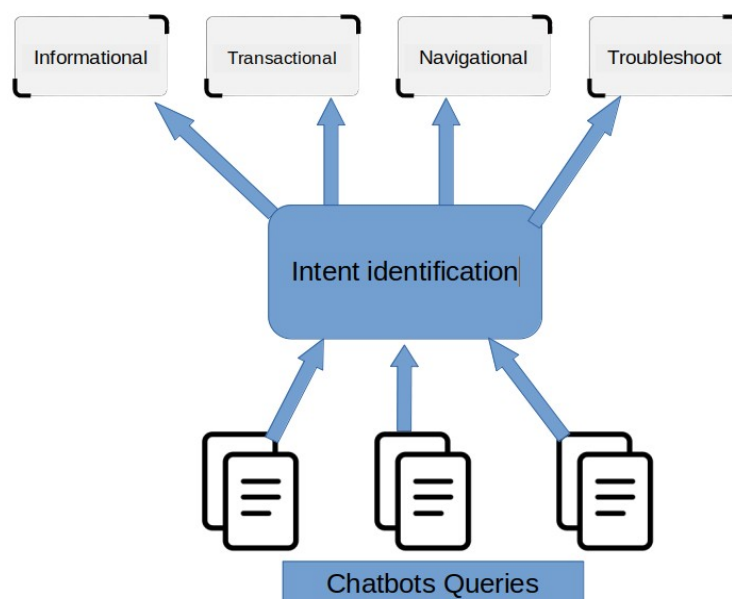 Informational
Transactional
Navigational
Troubleshoot
Intent identification
Chatbots Queries